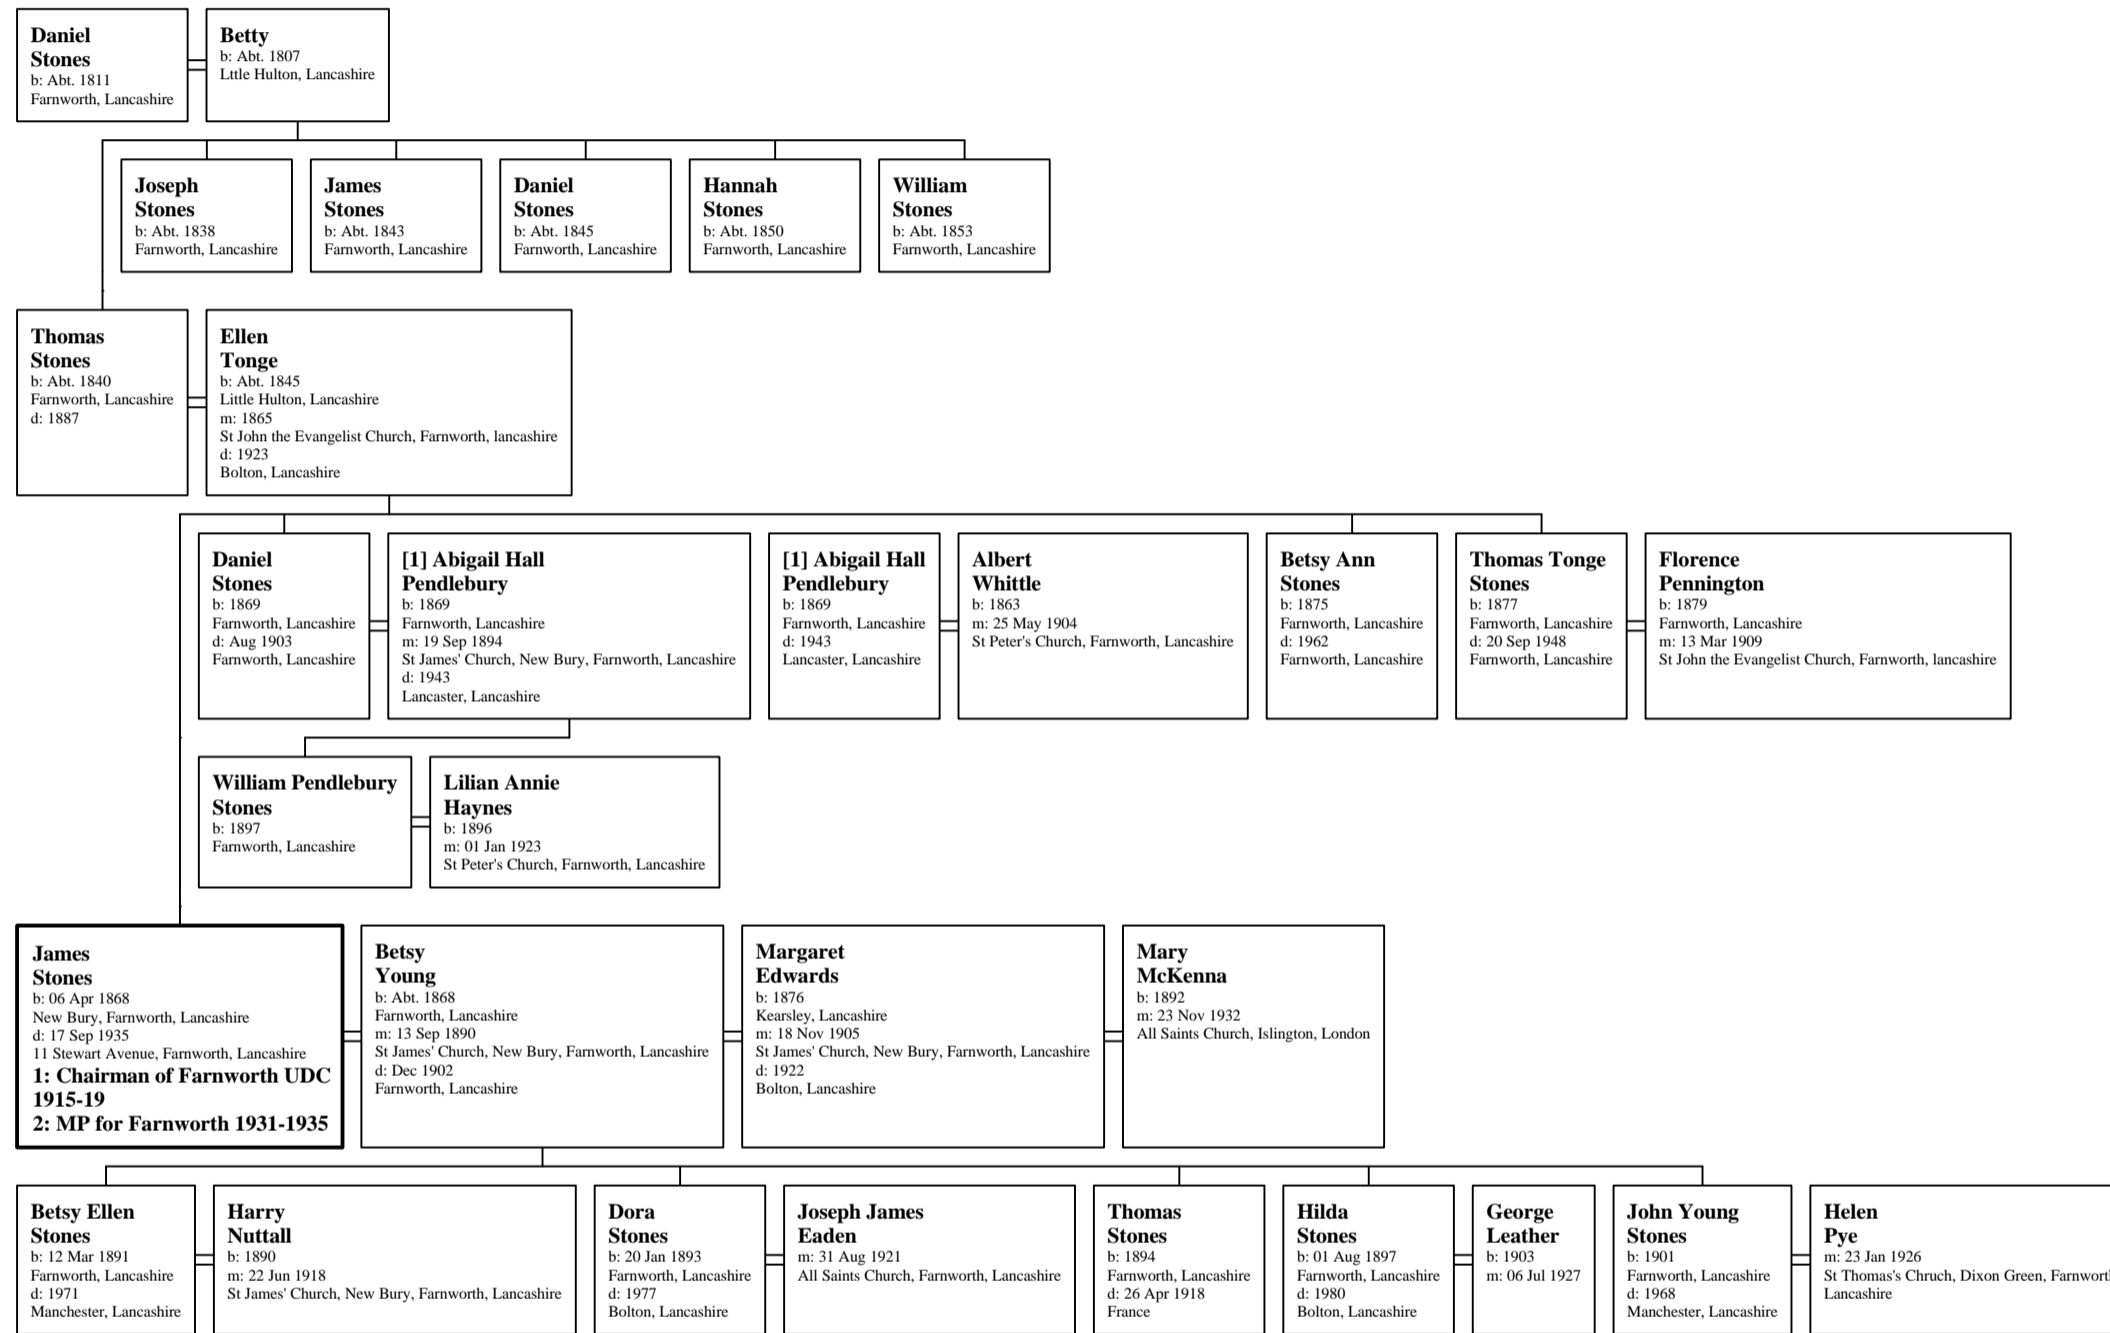 Daniel
Stones
b: Abt. 1811
Farnworth, Lancashire
Betty
b: Abt. 1807
Lttle Hulton, Lancashire
Joseph
Stones
b: Abt. 1838
Farnworth, Lancashire
James
Stones
b: Abt. 1843
Farnworth, Lancashire
Daniel
Stones
b: Abt. 1845
Farnworth, Lancashire
Hannah
Stones
b: Abt. 1850
Farnworth, Lancashire
William
Stones
b: Abt. 1853
Farnworth, Lancashire
Thomas
Stones
b: Abt. 1840
Farnworth, Lancashire
d: 1887
Ellen
Tonge
b: Abt. 1845
Little Hulton, Lancashire
m: 1865
St John the Evangelist Church, Farnworth, lancashire
d: 1923
Bolton, Lancashire
Daniel
Stones
b: 1869
Farnworth, Lancashire
d: Aug 1903
Farnworth, Lancashire
[1] Abigail Hall
Pendlebury
b: 1869
Farnworth, Lancashire
m: 19 Sep 1894
St James' Church, New Bury, Farnworth, Lancashire
d: 1943
Lancaster, Lancashire
[1] Abigail Hall
Pendlebury
b: 1869
Farnworth, Lancashire
d: 1943
Lancaster, Lancashire
Albert
Whittle
b: 1863
m: 25 May 1904
St Peter's Church, Farnworth, Lancashire
Betsy Ann
Stones
b: 1875
Farnworth, Lancashire
d: 1962
Farnworth, Lancashire
Thomas Tonge
Stones
b: 1877
Farnworth, Lancashire
d: 20 Sep 1948
Farnworth, Lancashire
Florence
Pennington
b: 1879
Farnworth, Lancashire
m: 13 Mar 1909
St John the Evangelist Church, Farnworth, lancashire
William Pendlebury
Stones
b: 1897
Farnworth, Lancashire
Lilian Annie
Haynes
b: 1896
m: 01 Jan 1923
St Peter's Church, Farnworth, Lancashire
James
Stones
b: 06 Apr 1868
New Bury, Farnworth, Lancashire
d: 17 Sep 1935
11 Stewart Avenue, Farnworth, Lancashire
1: Chairman of Farnworth UDC
1915-19
2: MP for Farnworth 1931-1935
Betsy
Young
b: Abt. 1868
Farnworth, Lancashire
m: 13 Sep 1890
St James' Church, New Bury, Farnworth, Lancashire
d: Dec 1902
Farnworth, Lancashire
Margaret
Edwards
b: 1876
Kearsley, Lancashire
m: 18 Nov 1905
St James' Church, New Bury, Farnworth, Lancashire
d: 1922
Bolton, Lancashire
Mary
McKenna
b: 1892
m: 23 Nov 1932
All Saints Church, Islington, London
Betsy Ellen
Stones
b: 12 Mar 1891
Farnworth, Lancashire
d: 1971
Manchester, Lancashire
Harry
Nuttall
b: 1890
m: 22 Jun 1918
St James' Church, New Bury, Farnworth, Lancashire
Dora
Stones
b: 20 Jan 1893
Farnworth, Lancashire
d: 1977
Bolton, Lancashire
Joseph James
Eaden
m: 31 Aug 1921
All Saints Church, Farnworth, Lancashire
Thomas
Stones
b: 1894
Farnworth, Lancashire
d: 26 Apr 1918
France
Hilda
Stones
b: 01 Aug 1897
Farnworth, Lancashire
d: 1980
Bolton, Lancashire
George
Leather
b: 1903
m: 06 Jul 1927
John Young
Stones
b: 1901
Farnworth, Lancashire
d: 1968
Manchester, Lancashire
Helen
Pye
m: 23 Jan 1926
St Thomas's Chruch, Dixon Green, Farnwort
Lancashire